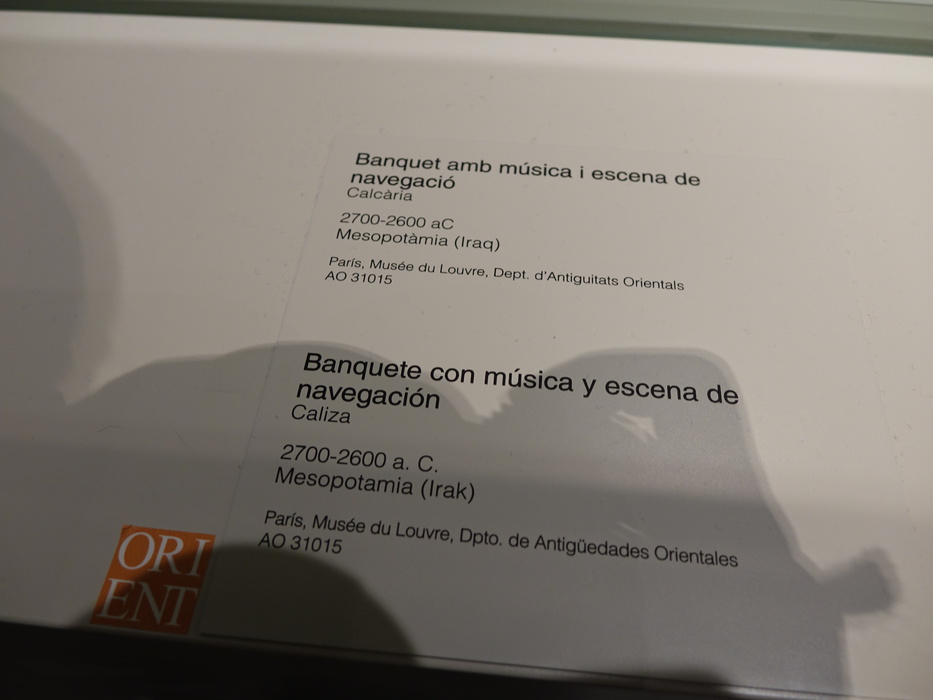 Banquet amb música i escena de
navegació
Calcària
2700-2600 aC
Mesopotàmia (Iraq)
París, Musée du Louvre, Dept. d'Antiguitats Orientals
AO 31015
Banquete con música y escena de
navegación
Caliza
2700-2600 a. C.
Mesopotamia (Irak)
París, Musée du Louvre, Dpto. de Antigüedades Orientales
AO 31015
ORI
ENT